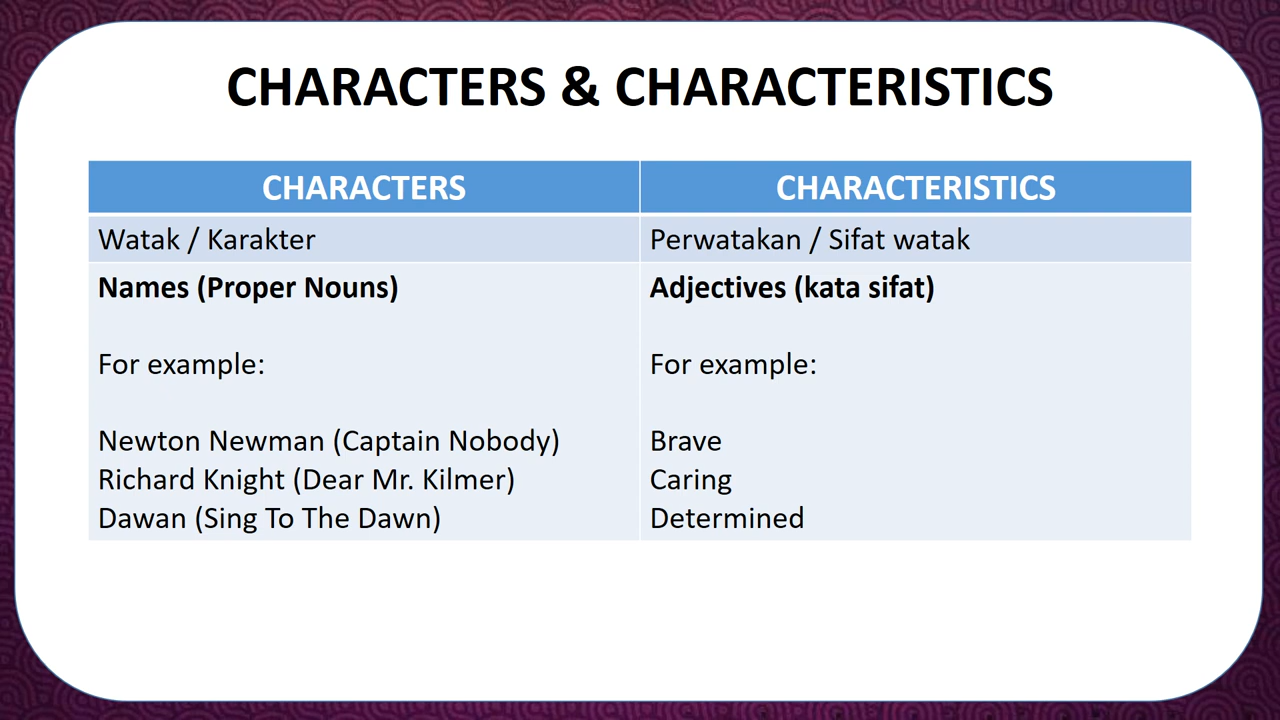 CHARACTERS & CHARACTERISTICS
CHARACTERS
CHARACTERISTICS
Watak / Karakter
Perwatakan / Sifat watak
Names (Proper Nouns)
For example:
Newton Newman (Captain Nobody)
Richard Knight (Dear Mr. Kilmer)
Dawan (Sing To The Dawn)
Adjectives (kata sifat)
For example:
Brave
Caring
Determined